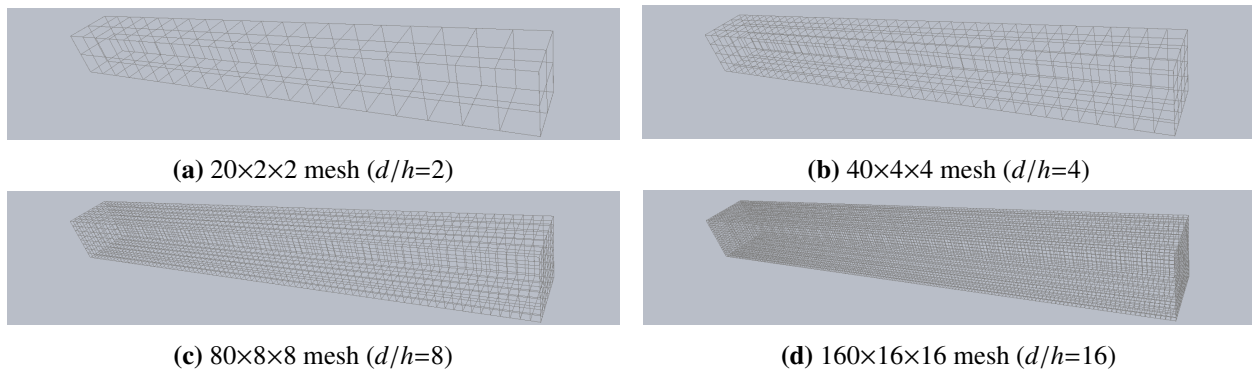 (a) 20×2×2 mesh (d/h=2)
(b) 40×4×4 mesh (d/h=4)
(c) 80×8×8 mesh (d/h=8)
(d) 160×16×16 mesh (d/h=16)